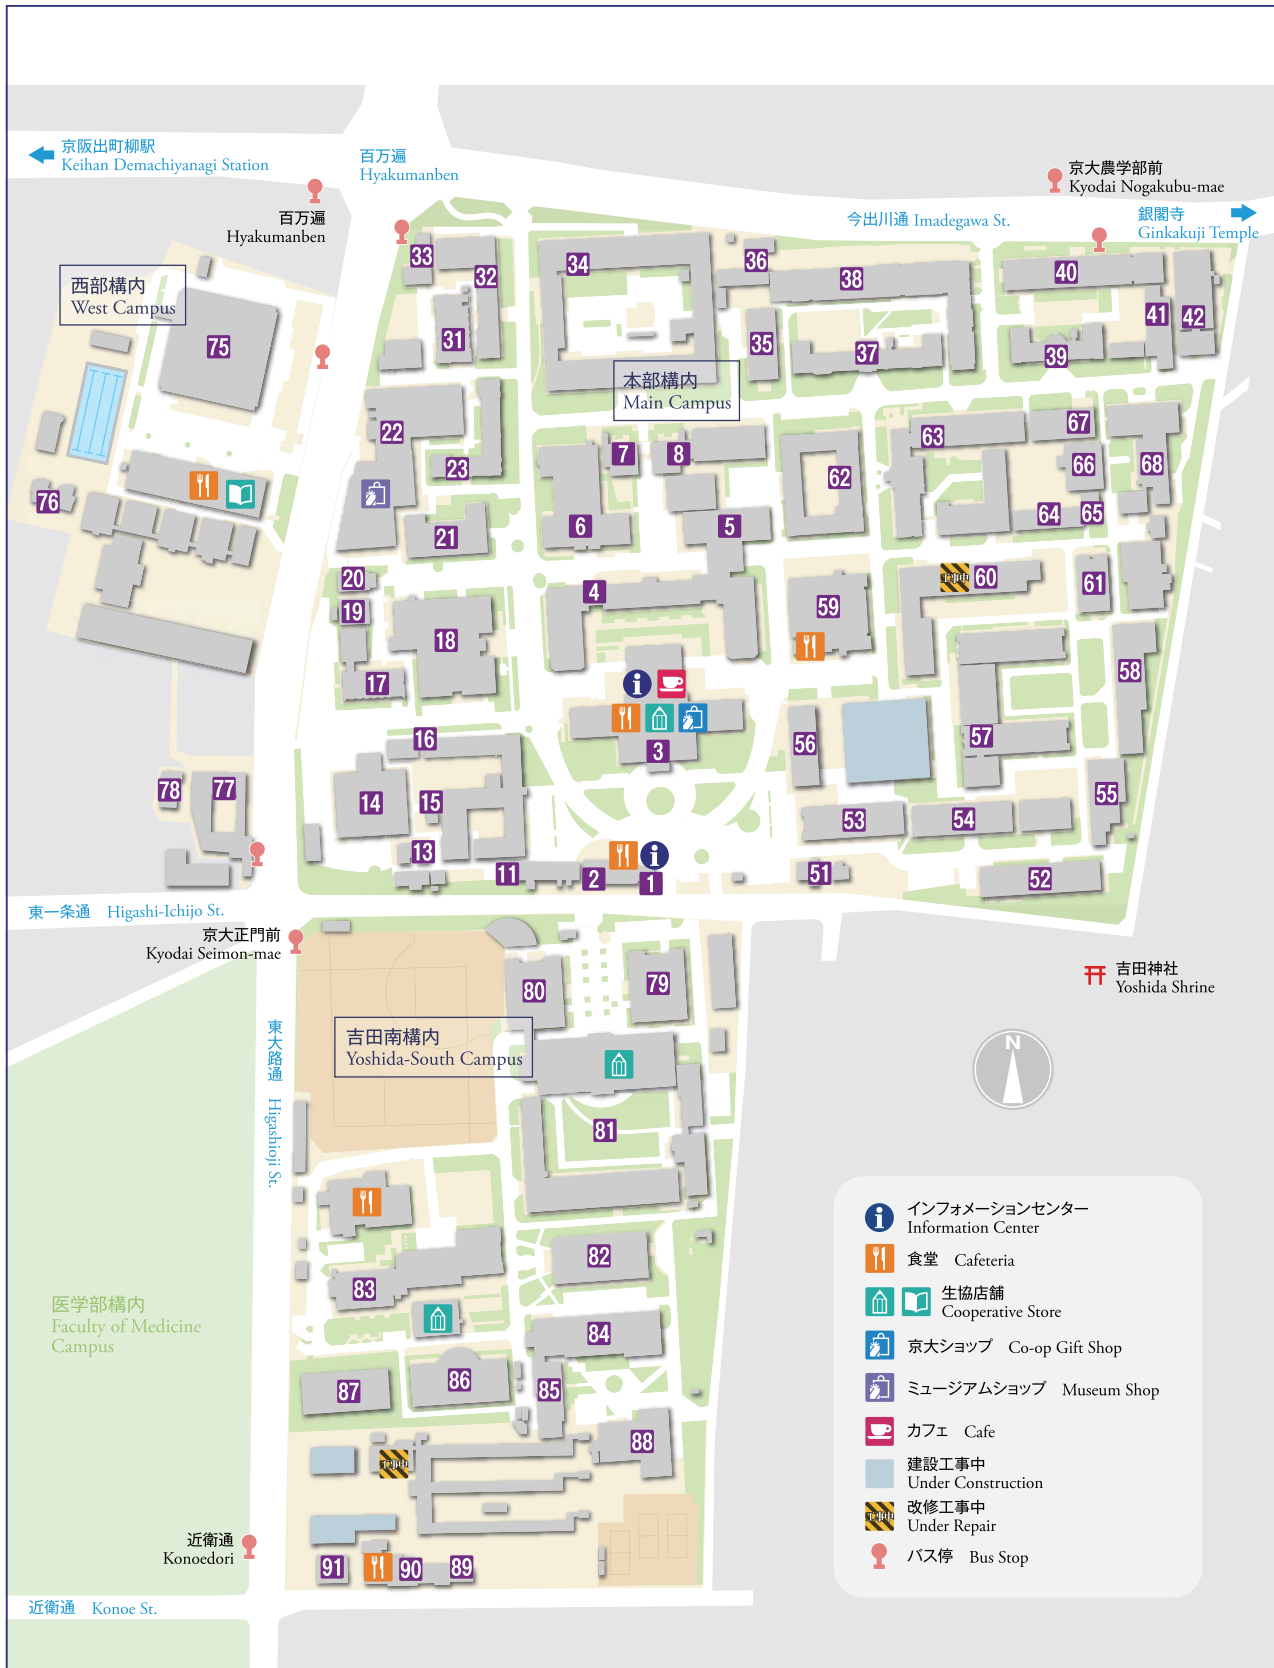 京阪出町柳駅
Keihan Demachiyanagi Station
百万遍
Hyakumanben
京大農学部前
Kyodai Nogakubu-mae
百万遍
Hyakumanben
今出川通 Imadegawa St.
銀閣寺
Ginkakuji Temple
33
32
34
36
38
40
41
42
西部構内
West Campus
75
31
35
37
39
本部構内
Main Campus
22
23
7
8
62
63
67
66
68
76
21
6
5
64
65
20
19
4
工事中
60
61
59
18
17
58
16
3
56
57
78
77
14
15
53
54
55
13
11
2
1
51
52
東一条通 Higashi-Ichijo St.
京大正門前
Kyodai Seimon-mae
吉田神社
Yoshida Shrine
80
79
吉田南構内
Yoshida-South Campus
N
東大路通 Higashioji St.
81
82
83
84
医学部構内
Faculty of Medicine
Campus
87
86
85
88
工事中
近衛通
Konoedori
91
90
89
近衛通 Konoe St.
インフォメーションセンター
Information Center
食堂 Cafeteria
生協店舗
Cooperative Store
京大ショップ Co-op Gift Shop
ミュージアムショップ Museum Shop
カフェ Cafe
建設工事中
Under Construction
工事中
改修工事中
Under Repair
バス停 Bus Stop